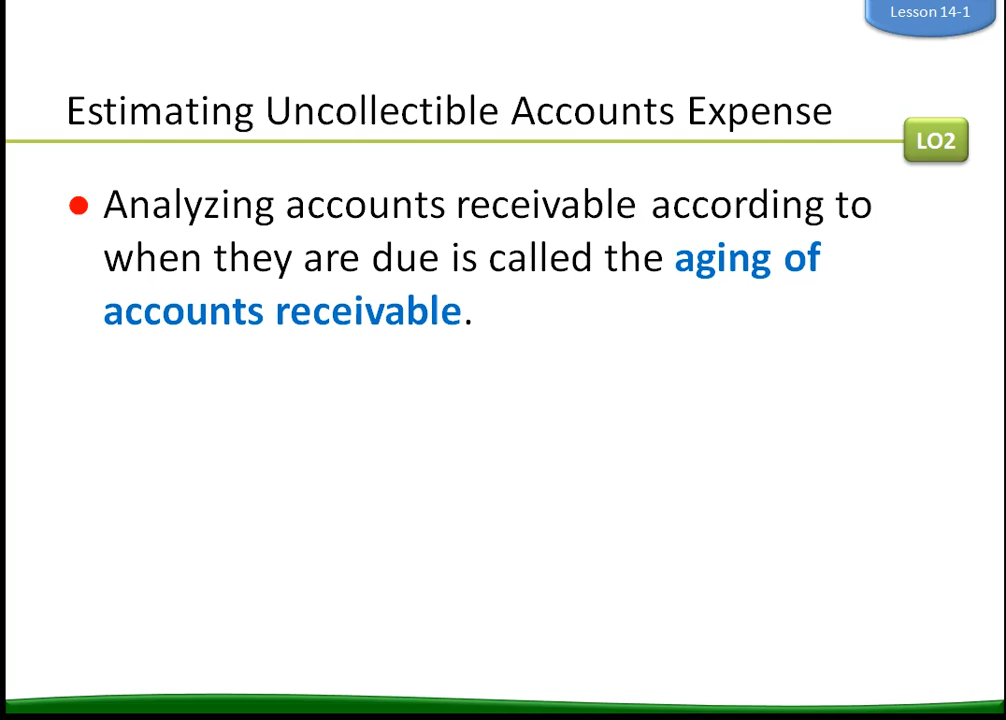 Lesson 14-1
Estimating Uncollectible Accounts Expense
LO2
Analyzing accounts receivable according to
when they are due is called the aging of
accounts receivable.